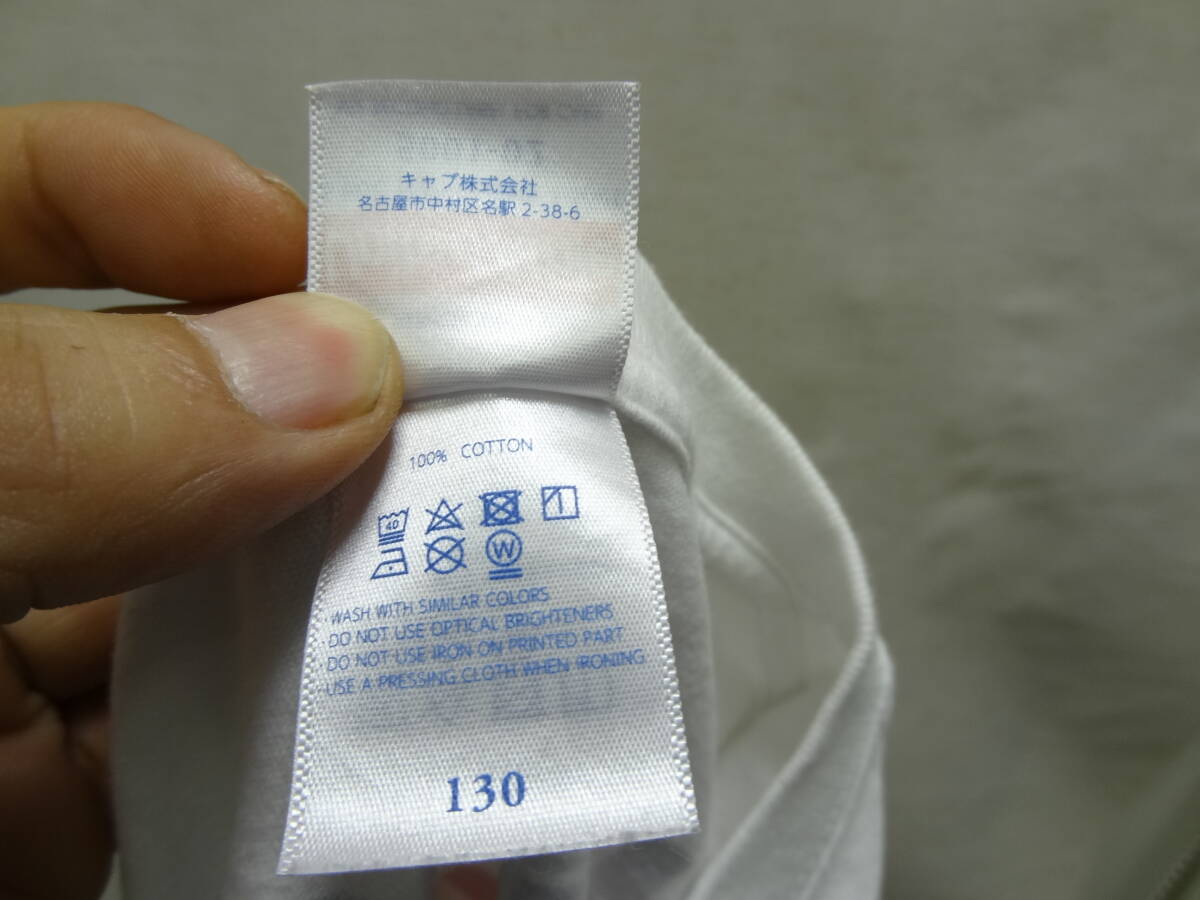 キャブ株式会社
名古屋市中村区名駅2-38-6
100% COTTON
40
W
WASH WITH SIMILAR COLORS
DO NOT USE OPTICAL BRIGHTENERS
DO NOT USE IRON ON PRINTED PART
USE A PRESSING CLOTH WHEN IRONING
130